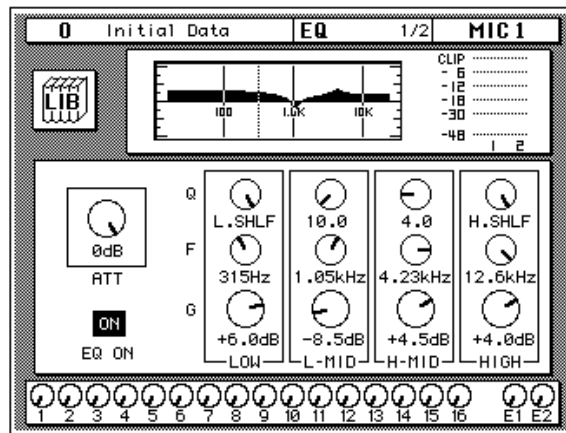 0 Initial Data EQ 1/2 MIC 1
LIB
CLIP
- 6
-12
-18
-30
-48
1 2
100 1.0K 10K
Q
L.SHLF 10.0 4.0 H.SHLF
0dB
ATT
F
315Hz 1.05kHz 4.23kHz 12.6kHz
G
ON
EQ ON
+6.0dB -8.5dB +4.5dB +4.0dB
LOW L-MID H-MID HIGH
1 2 3 4 5 6 7 8 9 10 11 12 13 14 15 16 E1 E2